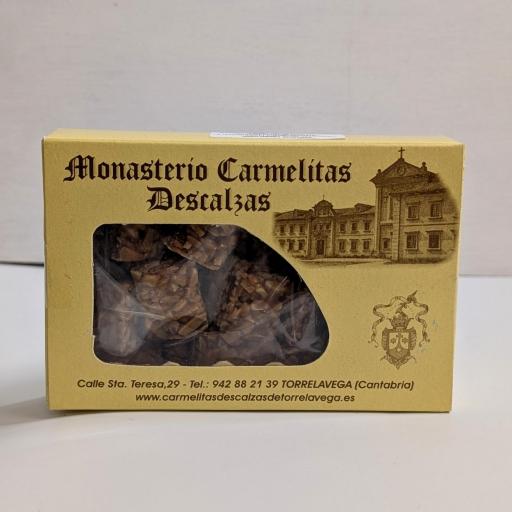 Monasterio Carmelitas
Descalzas
Calle Sta. Teresa,29 - Tel.: 942 88 21 39 TORRELAVEGA (Cantabria)
www.carmelitasdescalzasdetorrelavega.es